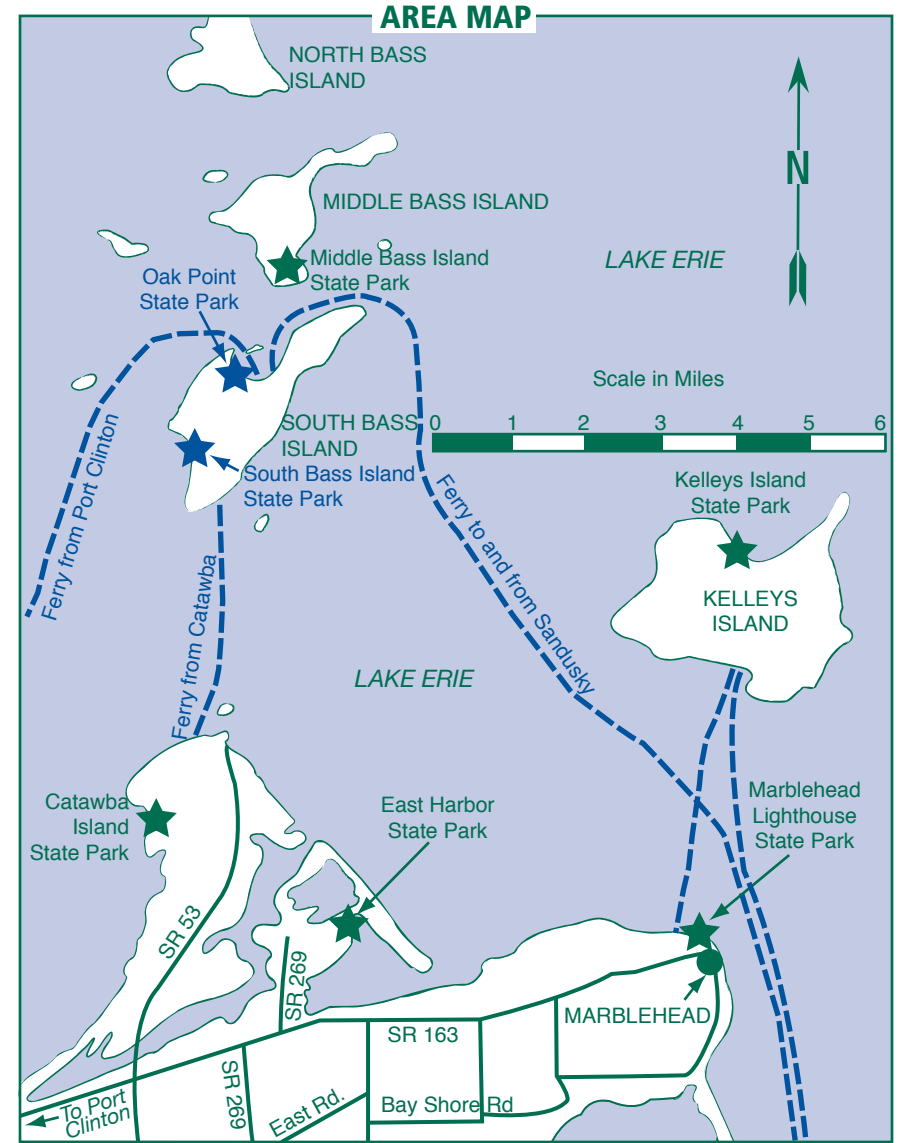 AREA MAP
NORTH BASS
ISLAND
N
MIDDLE BASS ISLAND
Middle Bass Island
State Park
LAKE ERIE
Oak Point
State Park
Scale in Miles
0 1 2 3 4 5 6
SOUTH BASS
ISLAND
South Bass Island
State Park
Ferry from Port Clinton
Ferry to and from Sandusky
Kelleys Island
State Park
KELLEYS
ISLAND
Ferry from Catawba
LAKE ERIE
Catawba
Island
State Park
East Harbor
State Park
Marblehead
Lighthouse
State Park
SR 53
SR 269
MARBLEHEAD
SR 163
SR 269
East Rd.
Bay Shore Rd
To Port
Clinton